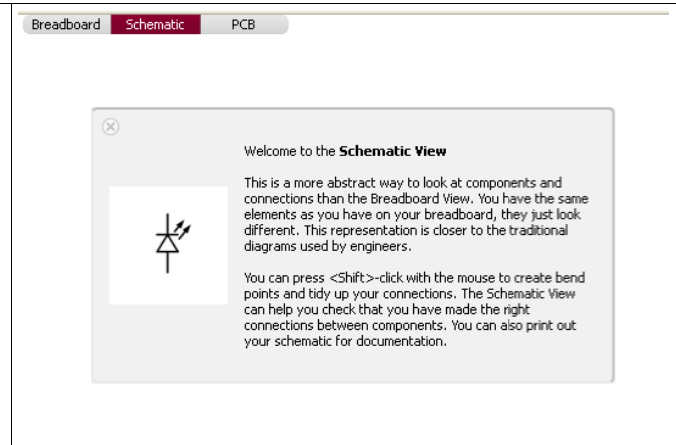 Breadboard Schematic PCB
Welcome to the Schematic View
This is a more abstract way to look at components and
connections than the Breadboard View. You have the same
elements as you have on your breadboard, they just look
different. This representation is closer to the traditional
diagrams used by engineers.
You can press <Shift>-click with the mouse to create bend
points and tidy up your connections. The Schematic View
can help you check that you have made the right
connections between components. You can also print out
your schematic for documentation.